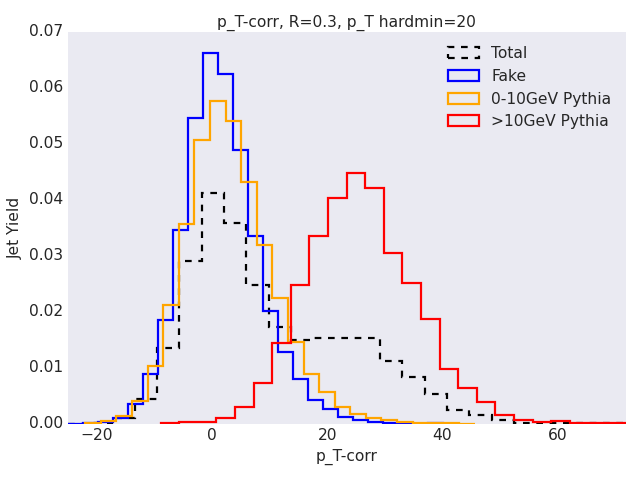 p_T-corr, R=0.3, p_T hardmin=20
0.07
0.06
0.05
0.04
0.03
0.02
0.01
0.00
Jet Yield
Total
Fake
0-10GeV Pythia
>10GeV Pythia
−20 0 20 40 60
p_T-corr